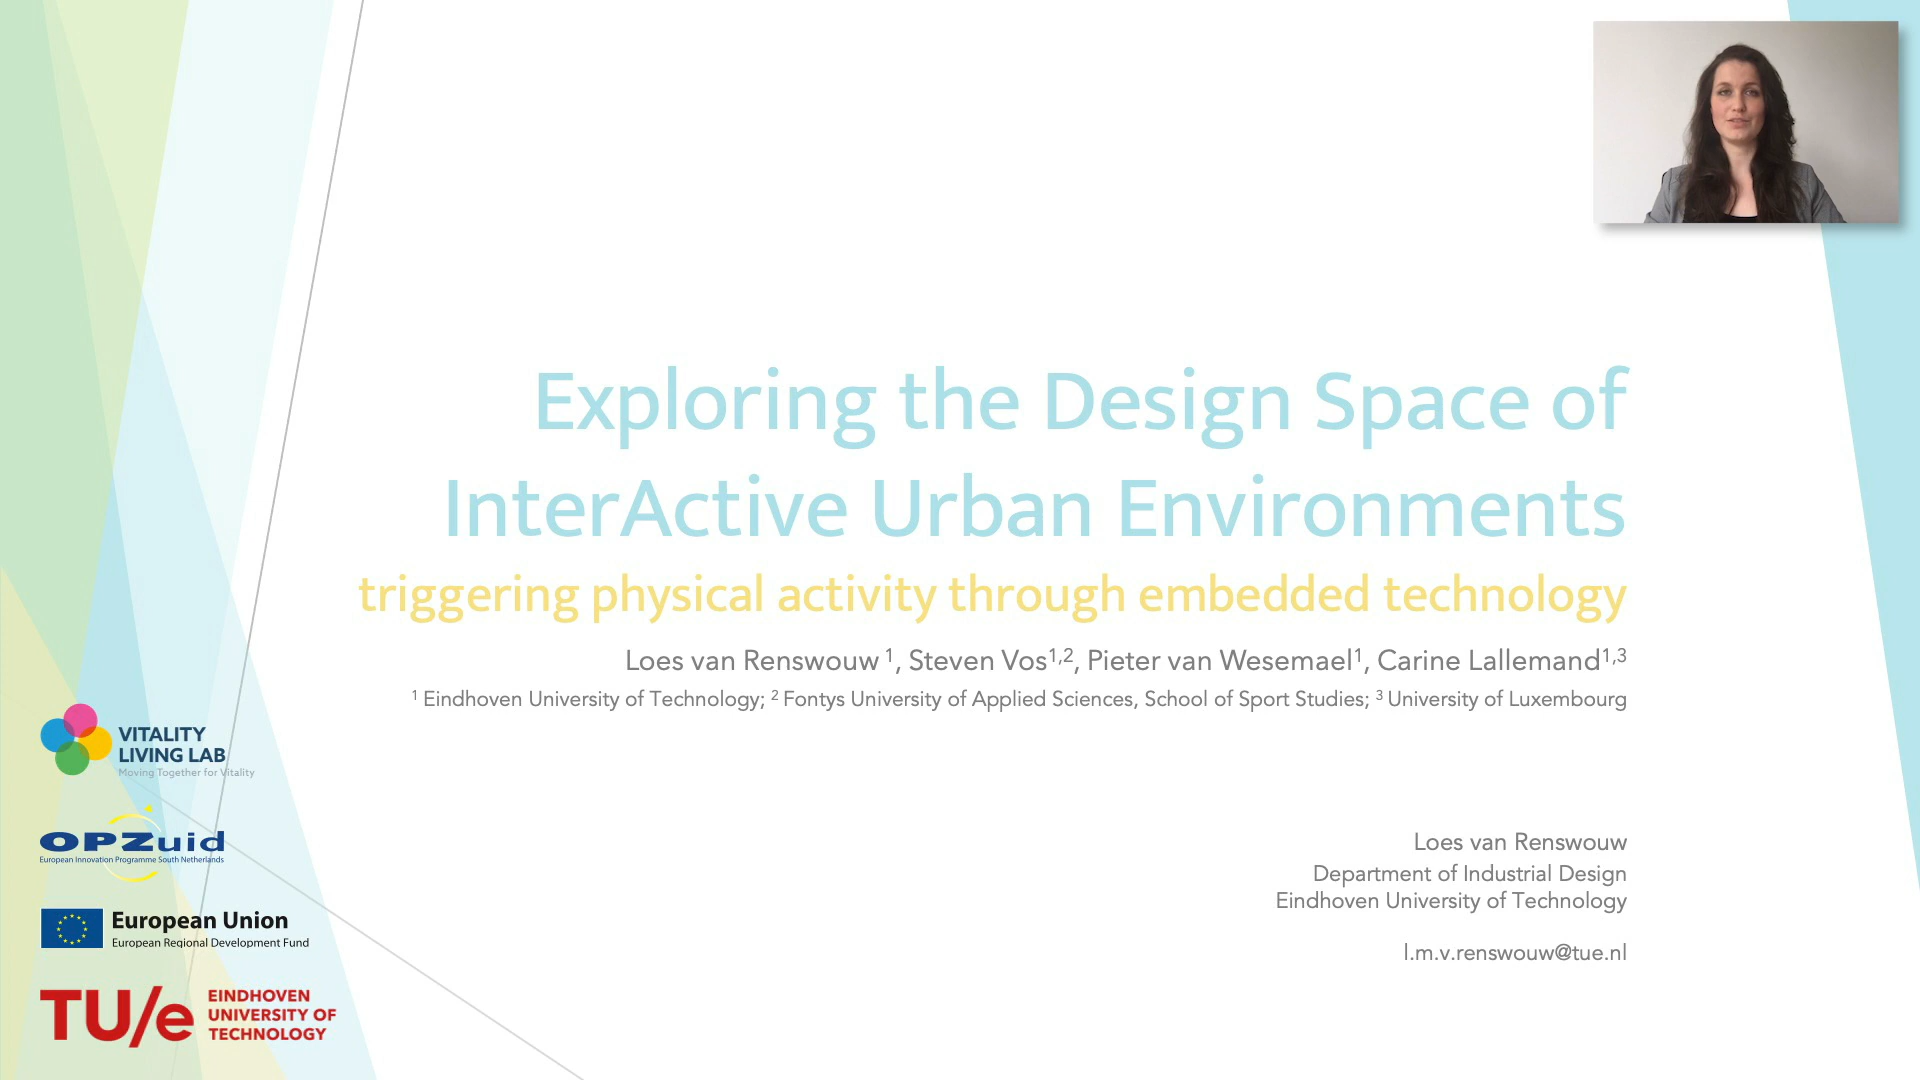 Exploring the Design Space of
InterActive Urban Environments
triggering physical activity through embedded technology
Loes van Renswouw ¹, Steven Vos¹,², Pieter van Wesemael¹, Carine Lallemand¹,³
¹ Eindhoven University of Technology; ² Fontys University of Applied Sciences, School of Sport Studies; ³ University of Luxembourg
VITALITY
LIVING LAB
Moving Together for Vitality
OPZuid
European Innovation Programme South Netherlands
European Union
European Regional Development Fund
TU/e
EINDHOVEN
UNIVERSITY OF
TECHNOLOGY
Loes van Renswouw
Department of Industrial Design
Eindhoven University of Technology
l.m.v.renswouw@tue.nl